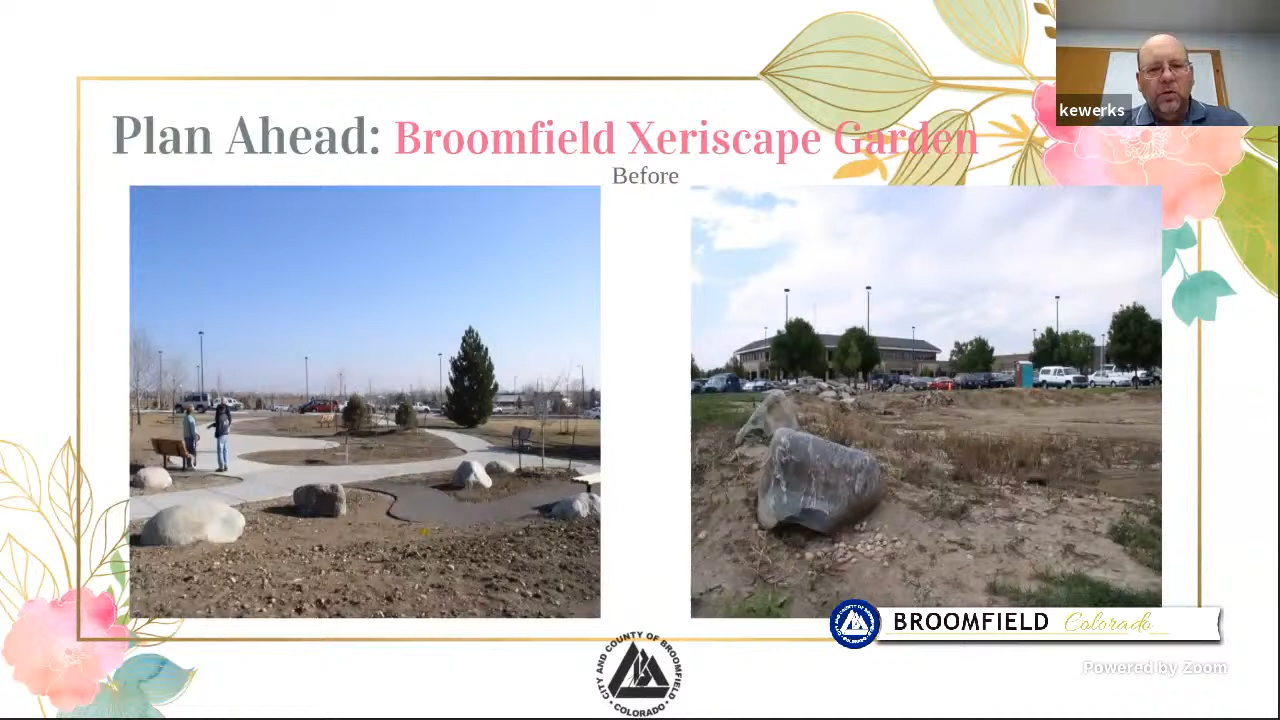 kewerks
Plan Ahead: Broomfield Xeriscape Garden
Before
BROOMFIELD Colorado
CITY AND COUNTY OF BROOMFIELD
• COLORADO •
Powered by Zoom